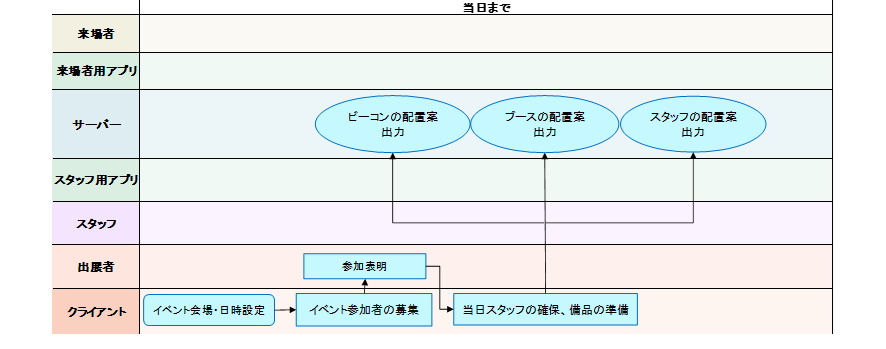 当日まで
来場者
来場者用アプリ
サーバー
ビーコンの配置案
出力
ブースの配置案
出力
スタッフの配置案
出力
スタッフ用アプリ
スタッフ
出展者
参加表明
クライアント
イベント会場・日時設定
イベント参加者の募集
当日スタッフの確保、備品の準備